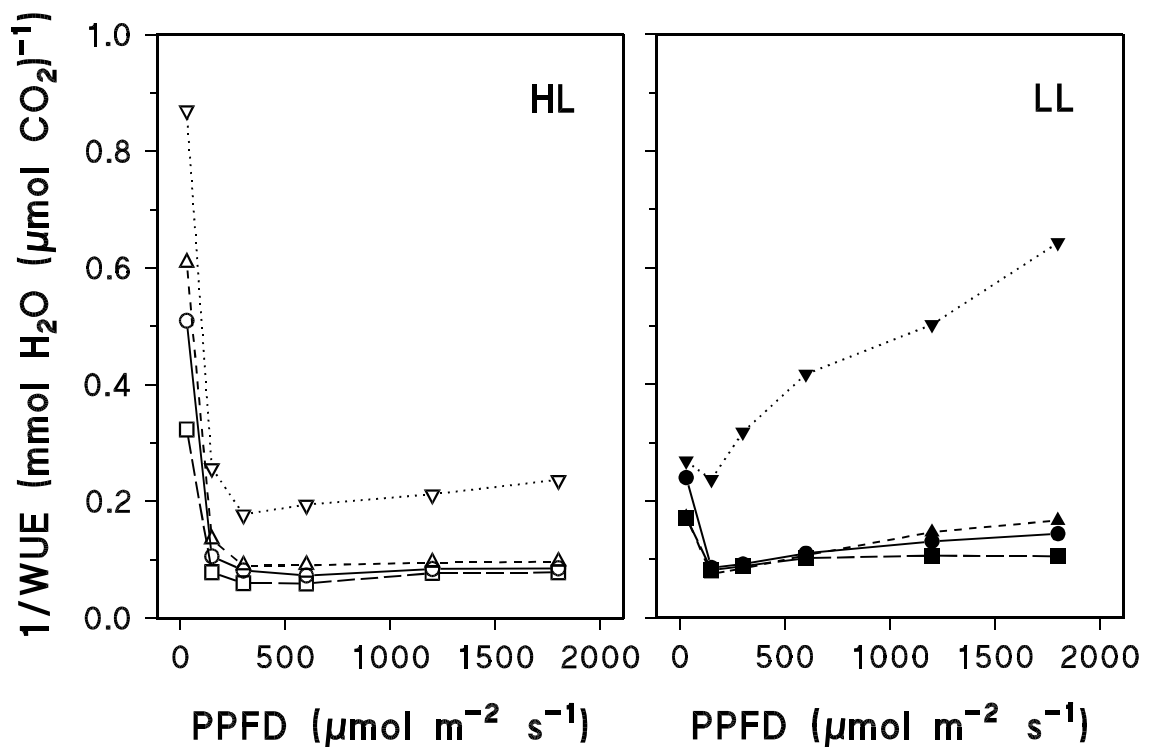 1/WUE (mmol H₂O (µmol CO₂)⁻¹)
1.0
0.8
0.6
0.4
0.2
0.0
HL
LL
0 500 1000 1500 2000
0 500 1000 1500 2000
PPFD (µmol m⁻² s⁻¹)
PPFD (µmol m⁻² s⁻¹)